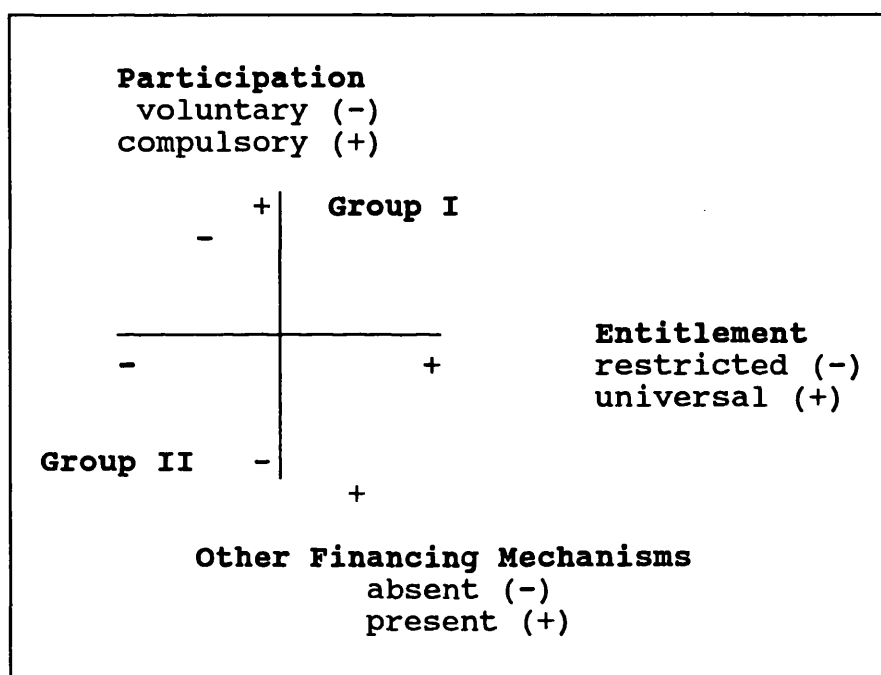 Participation
voluntary (-)
compulsory (+)
+ Group I
-
Entitlement
- + restricted (-)
universal (+)
Group II -
+
Other Financing Mechanisms
absent (-)
present (+)